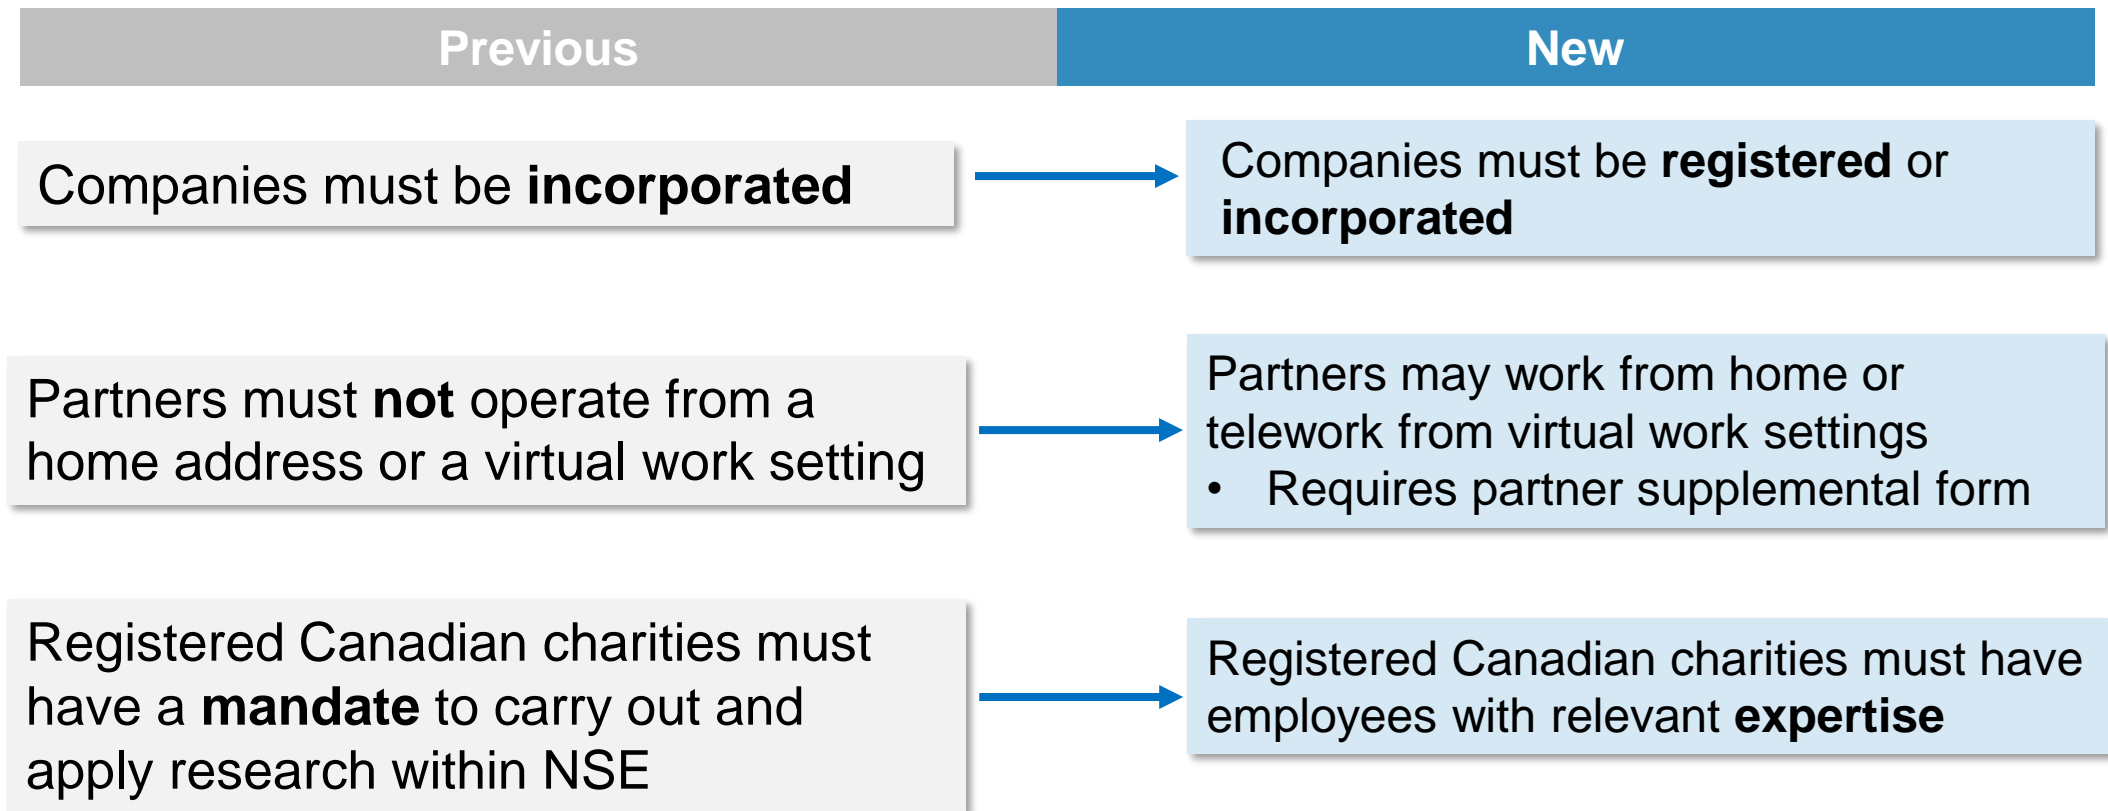 Previous
New
Companies must be incorporated
Companies must be registered or
incorporated
Partners must not operate from a
home address or a virtual work setting
Partners may work from home or
telework from virtual work settings
• Requires partner supplemental form
Registered Canadian charities must
have a mandate to carry out and
apply research within NSE
Registered Canadian charities must have
employees with relevant expertise